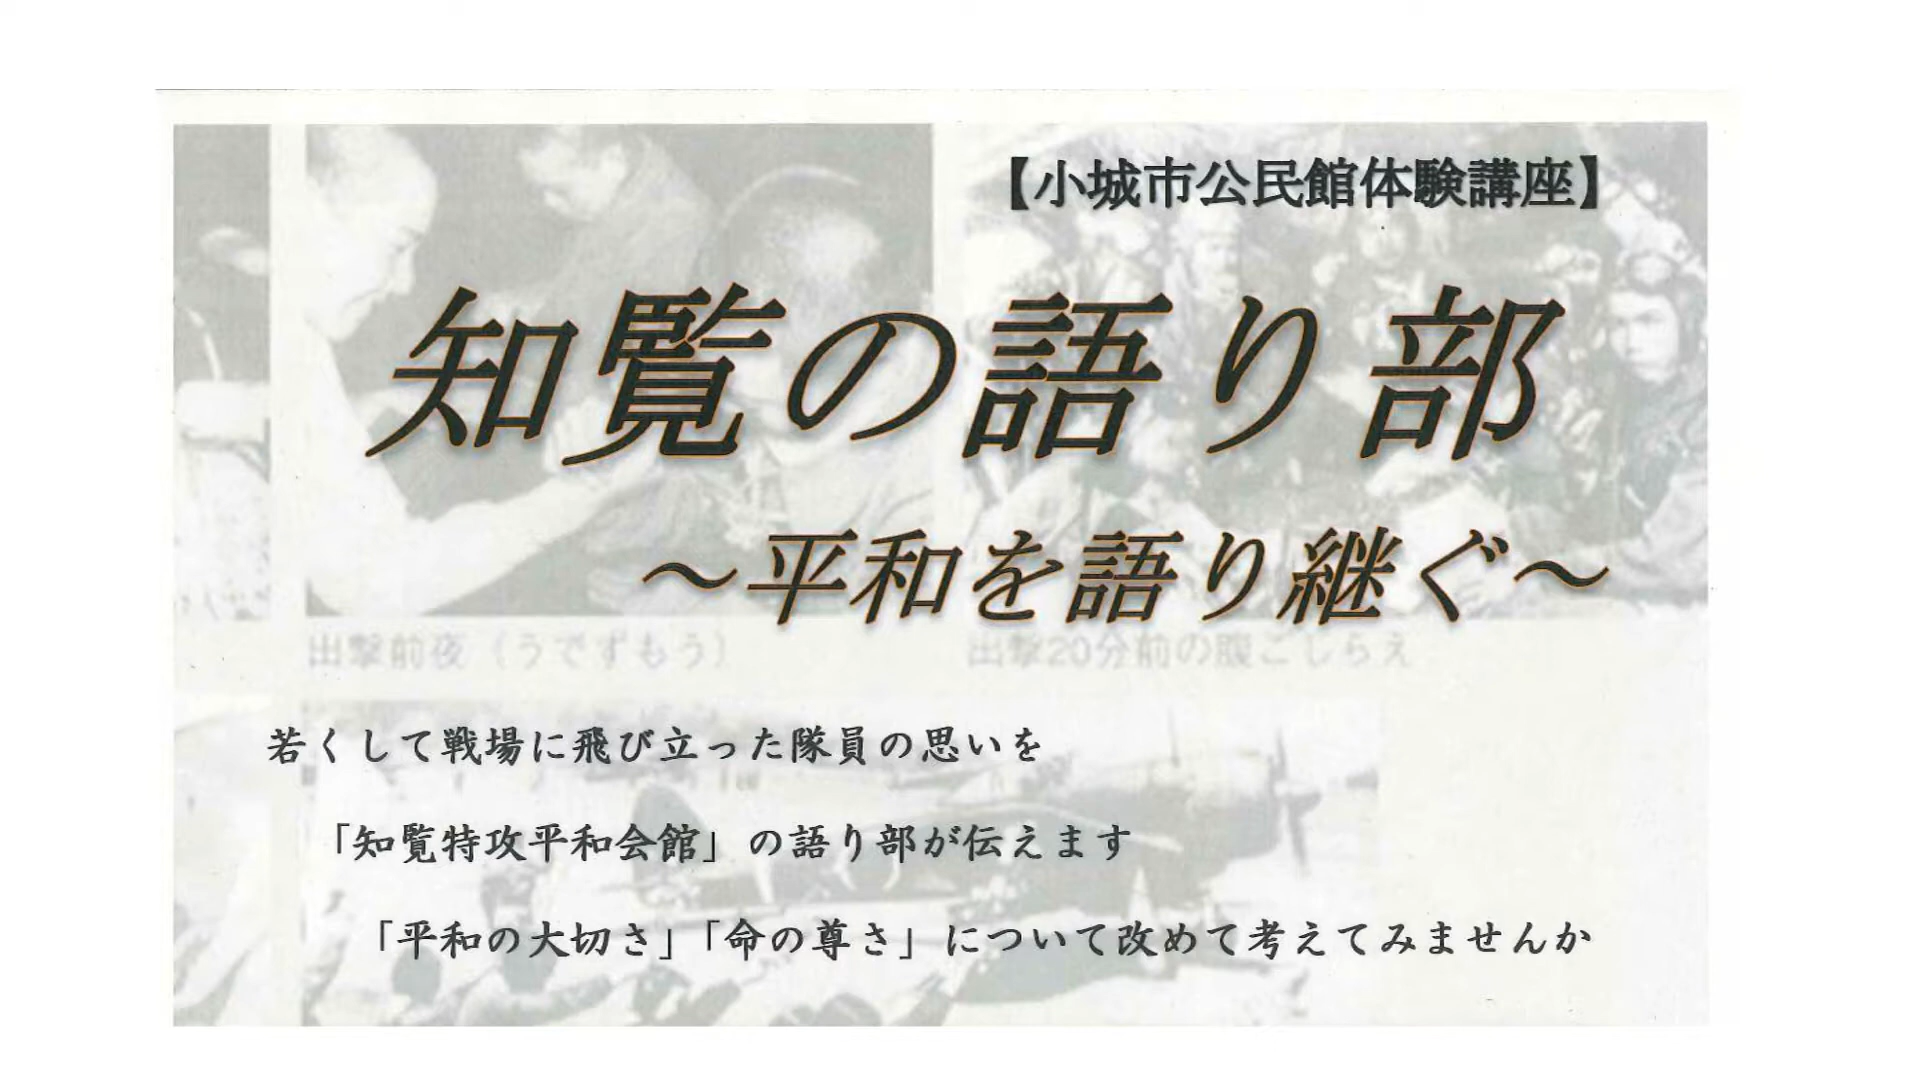 【小城市公民館体験講座】
知覧の語り部
～平和を語り継ぐ～
出撃前夜（うでずもう）
出撃20分前の腹ごしらえ
若くして戦場に飛び立った隊員の思いを
「知覧特攻平和会館」の語り部が伝えます
「平和の大切さ」「命の尊さ」について改めて考えてみませんか